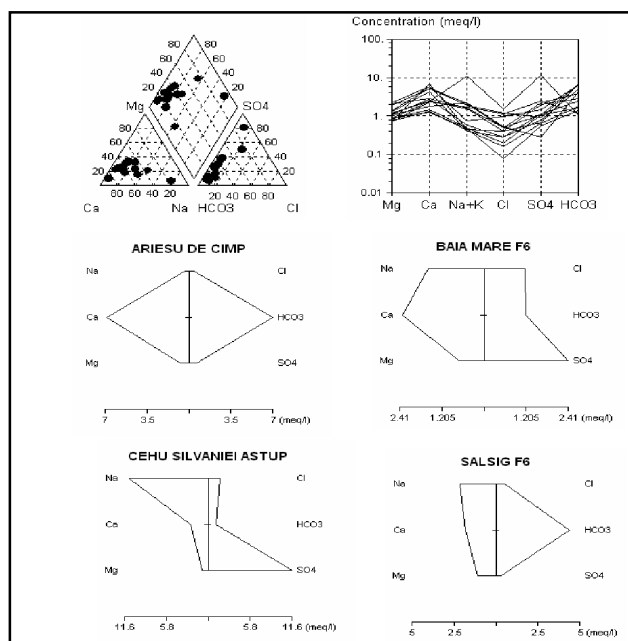 80 80
60 60
40 40
20 20
Mg SO4
80 80
60 60
40 40
20 20
80 60 40 20 20 40 60 80
Ca Na HCO3 Cl
Concentration (meq/l)
100.
10.
1.
0.1
0.01
Mg Ca Na+K Cl SO4 HCO3
ARIESU DE CIMP
Na Cl
Ca HCO3
Mg SO4
7 3.5 3.5 7 (meq/l)
BAIA MARE F6
Na Cl
Ca HCO3
Mg SO4
2.41 1.205 1.205 2.41 (meq/l)
CEHU SILVANIEI ASTUP
Na Cl
Ca HCO3
Mg SO4
11.6 5.8 5.8 11.6 (meq/l)
SALSIG F6
Na Cl
Ca HCO3
Mg SO4
5 2.5 2.5 5 (meq/l)